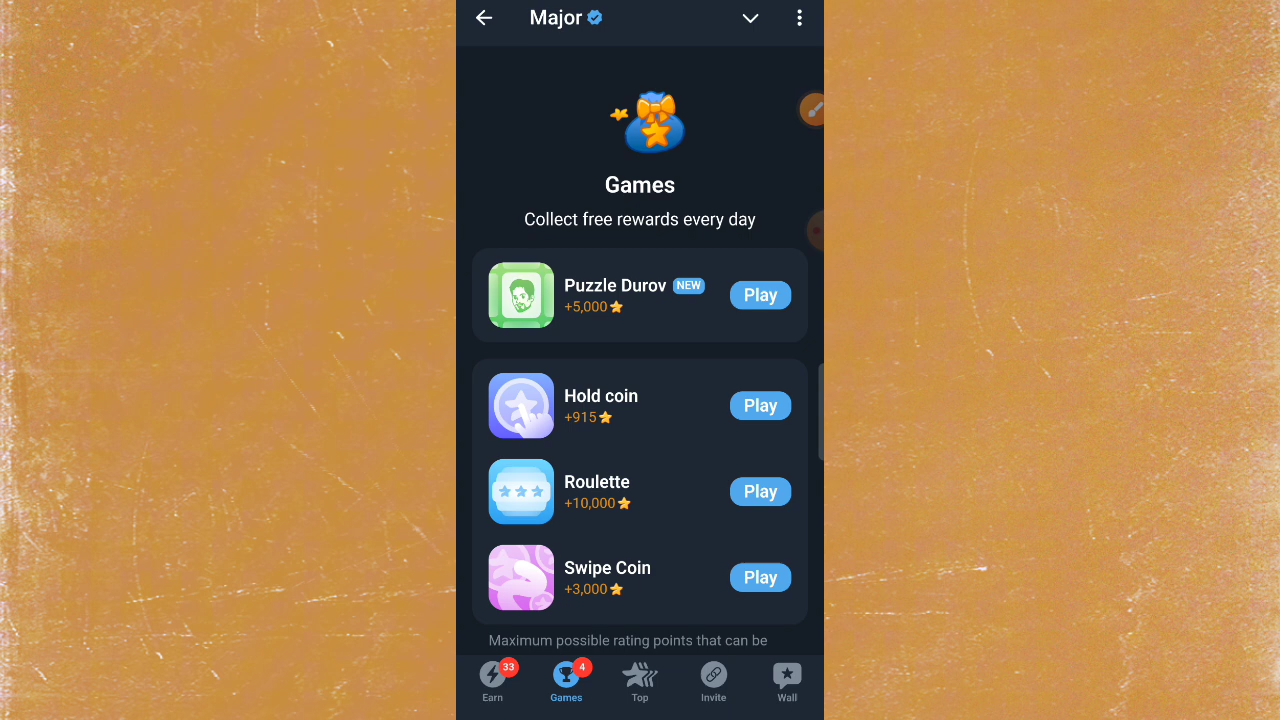 Major
Games
Collect free rewards every day
Puzzle Durov NEW
+5,000
Play
Hold coin
+915
Play
Roulette
+10,000
Play
Swipe Coin
+3,000
Play
Maximum possible rating points that can be
33
4
Earn
Games
Top
Invite
Wall